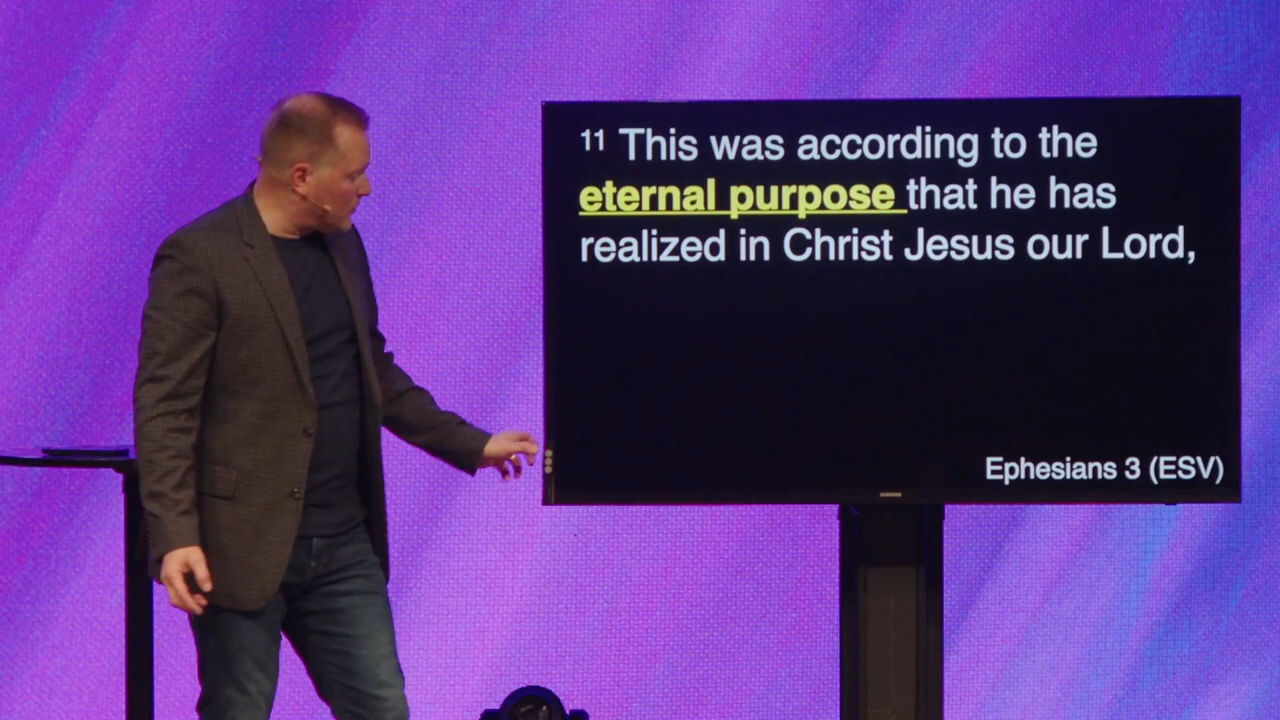 11 This was according to the
eternal purpose that he has
realized in Christ Jesus our Lord,
Ephesians 3 (ESV)